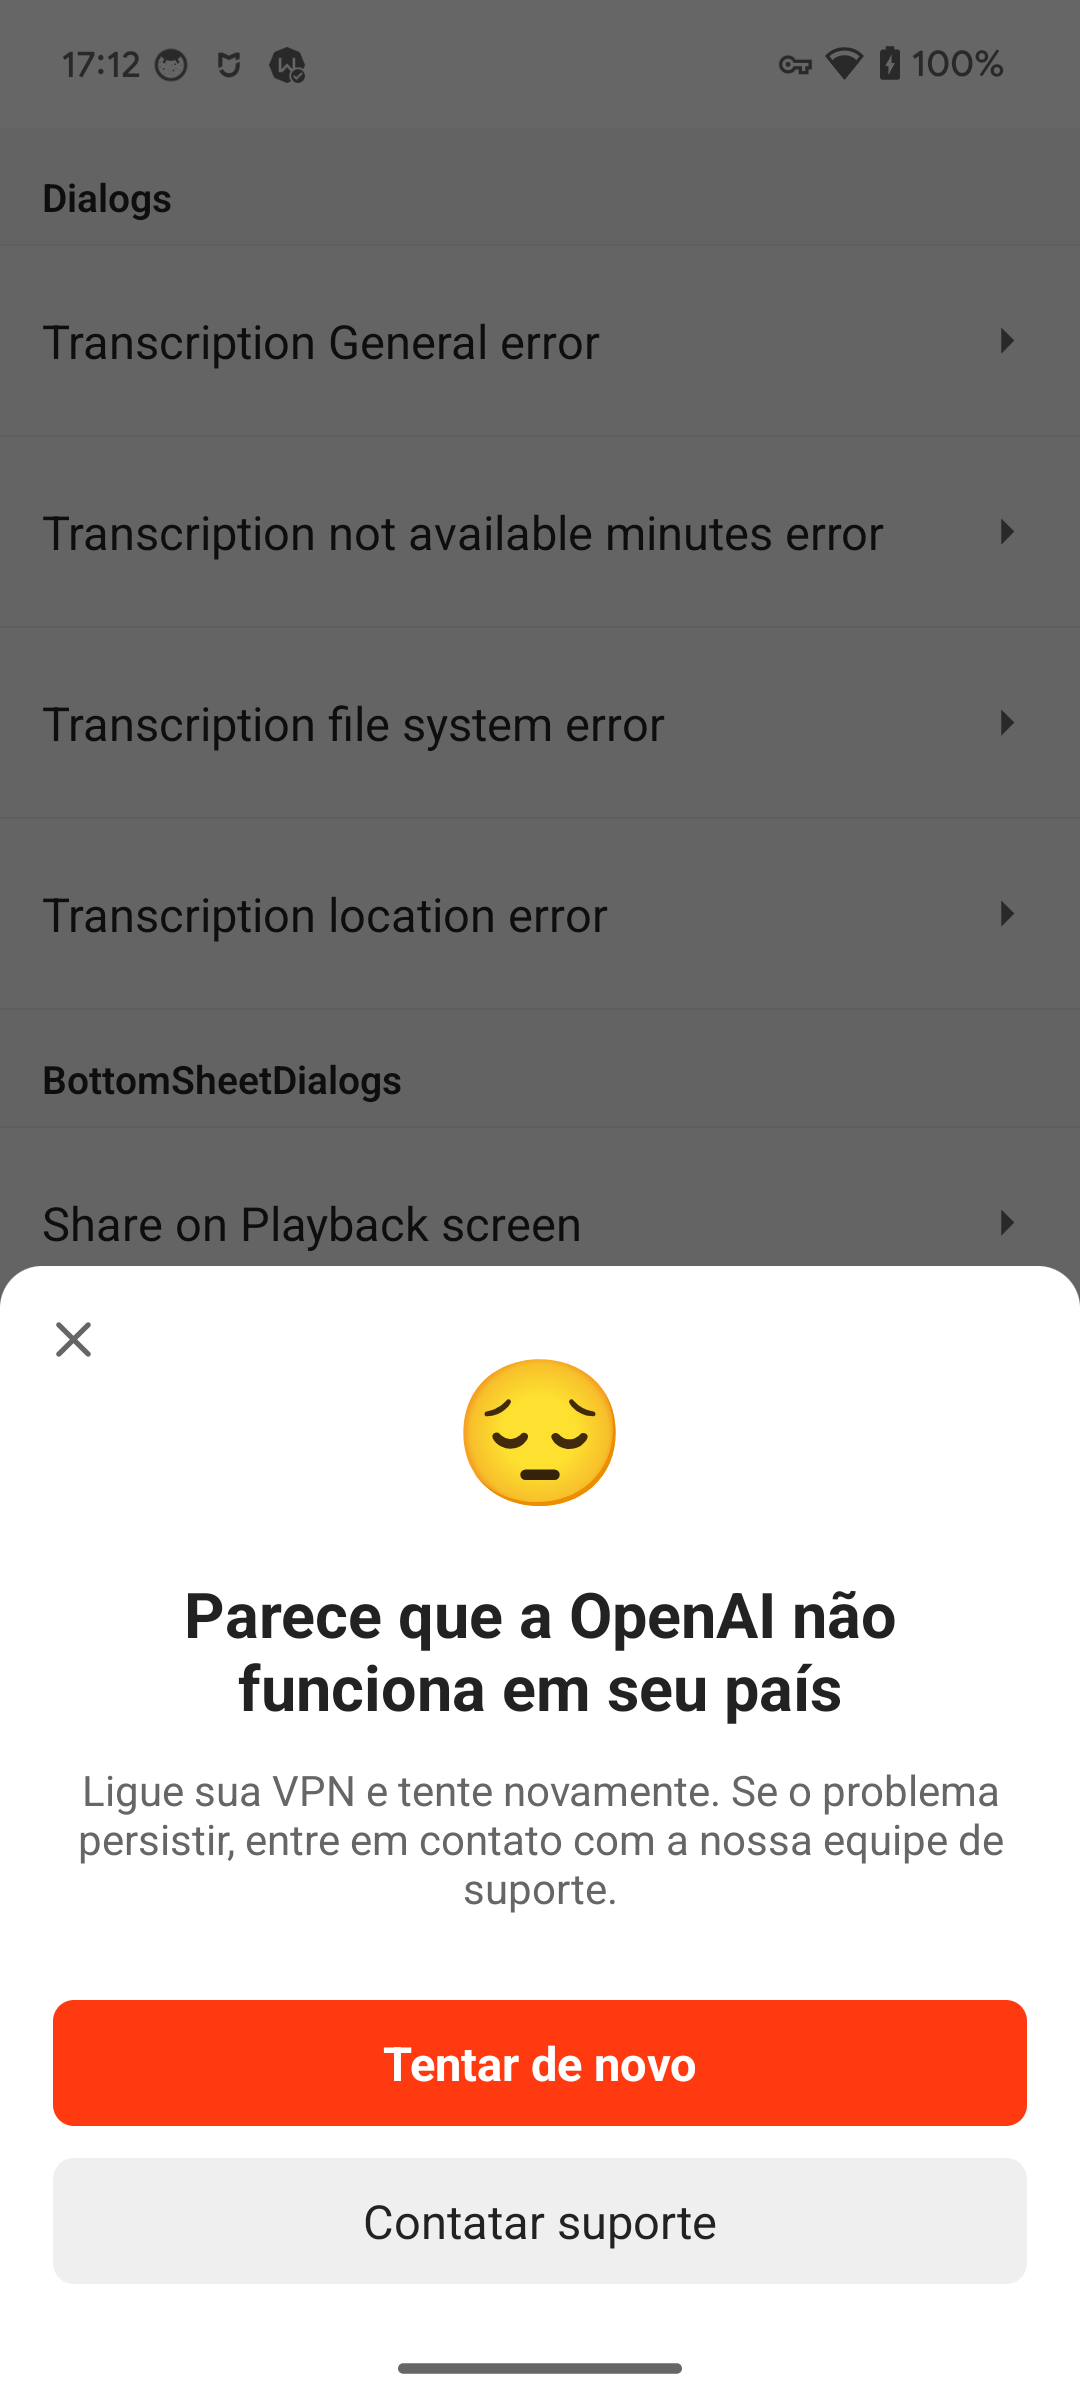 17:12
100%
Dialogs
Transcription General error
Transcription not available minutes error
Transcription file system error
Transcription location error
BottomSheetDialogs
Share on Playback screen
Parece que a OpenAI não
funciona em seu país
Ligue sua VPN e tente novamente. Se o problema
persistir, entre em contato com a nossa equipe de
suporte.
Tentar de novo
Contatar suporte